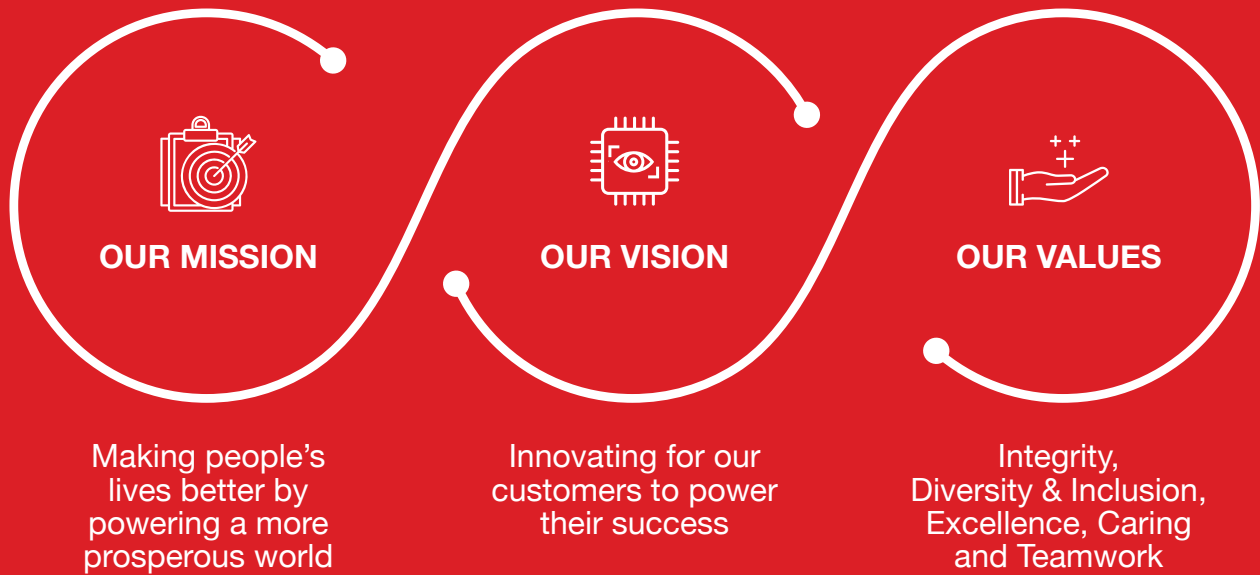 OUR MISSION
Making people's
lives better by
powering a more
prosperous world
OUR VISION
Innovating for our
customers to power
their success
OUR VALUES
Integrity,
Diversity & Inclusion,
Excellence, Caring
and Teamwork